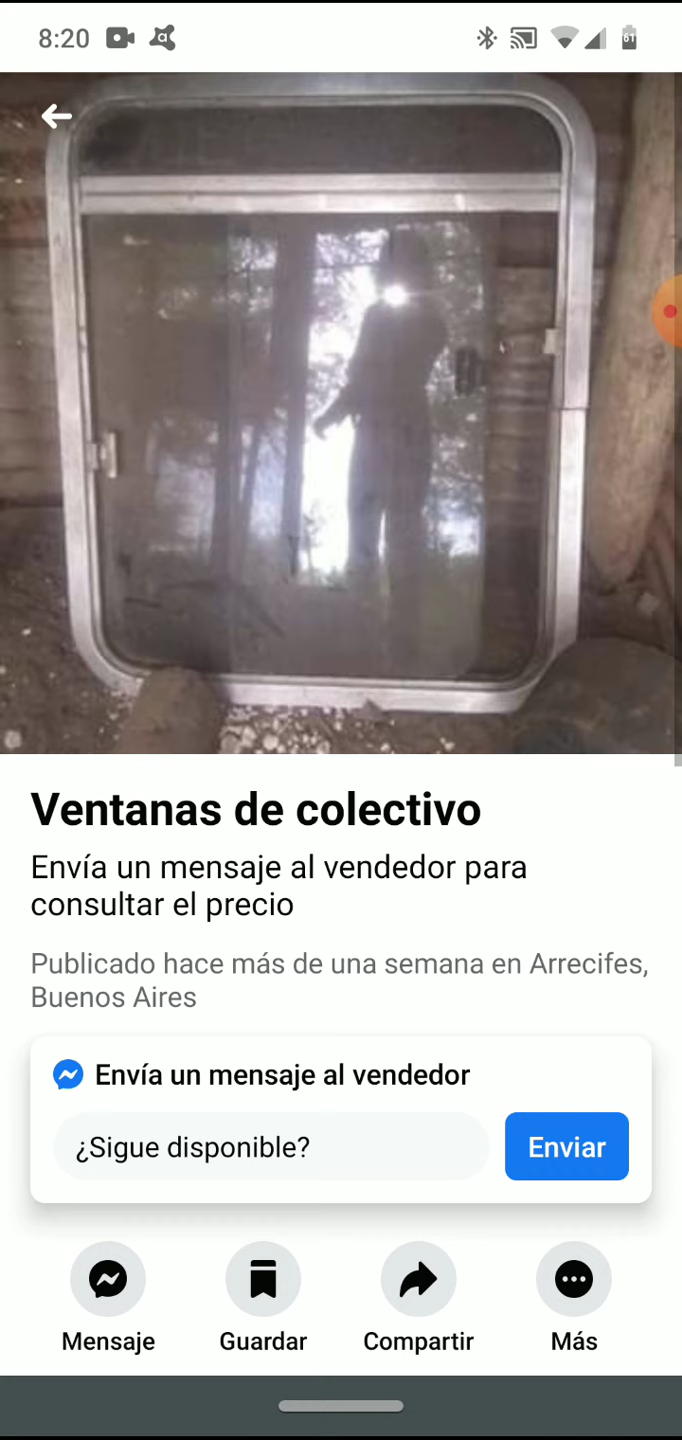 8:20
61
Ventanas de colectivo
Envía un mensaje al vendedor para
consultar el precio
Publicado hace más de una semana en Arrecifes,
Buenos Aires
Envía un mensaje al vendedor
¿Sigue disponible?
Enviar
Mensaje
Guardar
Compartir
Más